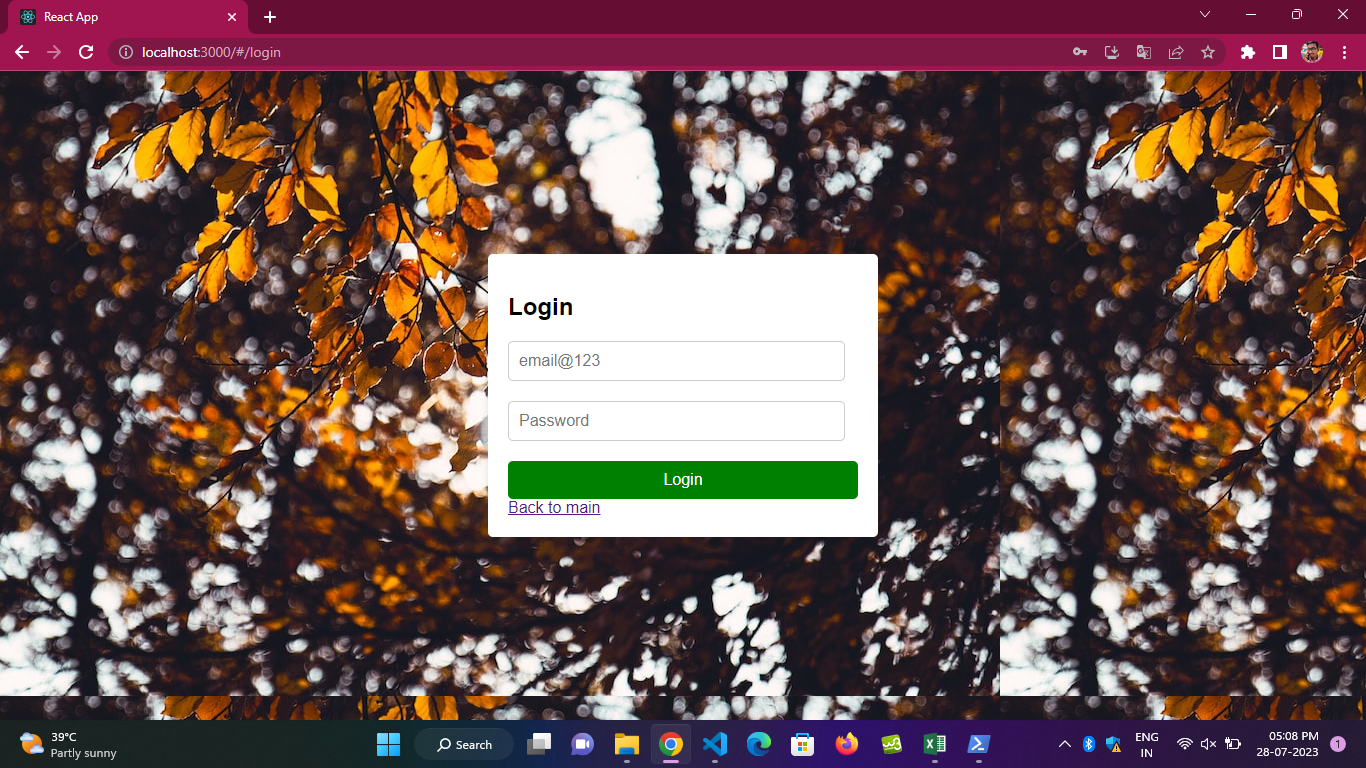 React App
localhost:3000/#/login
Login
email@123
Password
Login
Back to main
39°C
Partly sunny
Search
ENG
IN
05:08 PM
28-07-2023
1